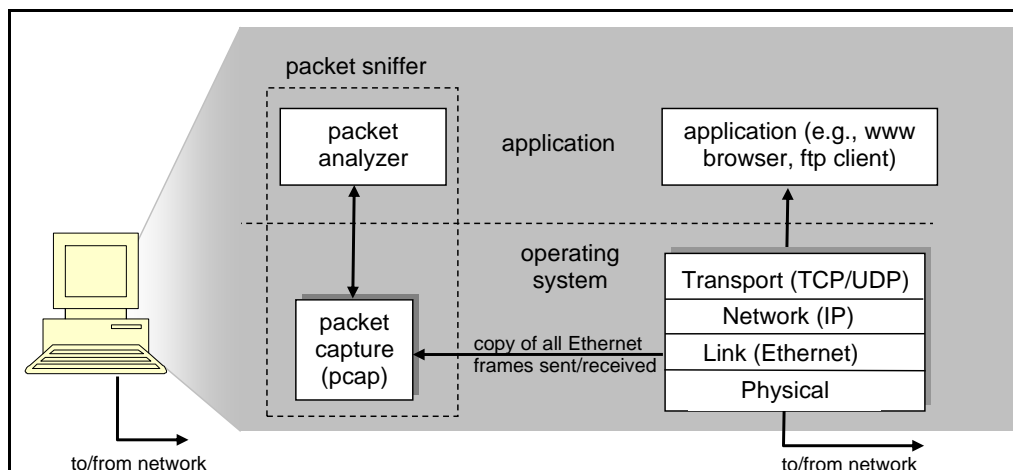 packet sniffer
packet
analyzer
application
application (e.g., www
browser, ftp client)
operating
system
packet
capture
(pcap)
copy of all Ethernet
frames sent/received
Transport (TCP/UDP)
Network (IP)
Link (Ethernet)
Physical
to/from network
to/from network